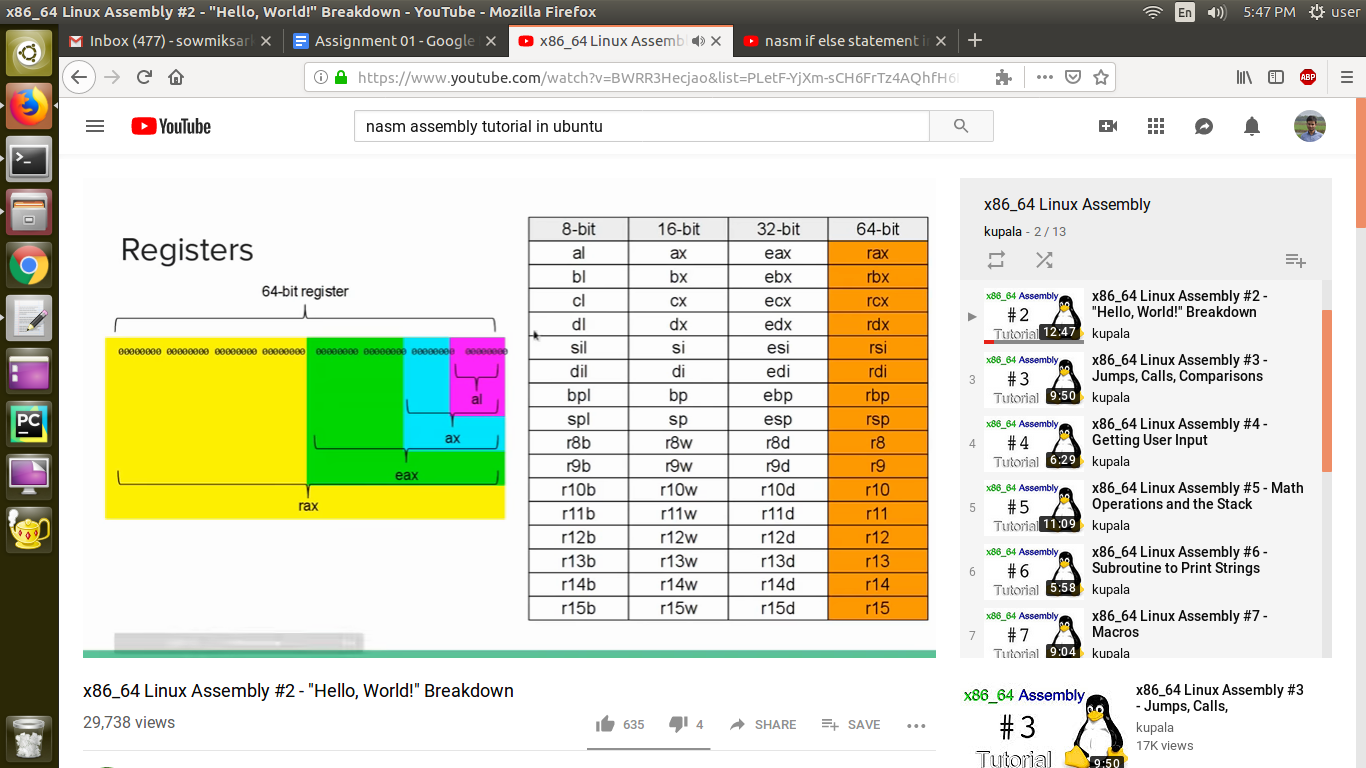 x86_64 Linux Assembly #2 - "Hello, World!" Breakdown - YouTube - Mozilla Firefox
En
5:47 PM
user
Inbox (477) - sowmiksar
Assignment 01 - Google
x86_64 Linux Assembl
nasm if else statement i
https://www.youtube.com/watch?v=BWRR3Hecjao&list=PLetF-YjXm-sCH6FrTz4AQhfH6
ABP
YouTube
nasm assembly tutorial in ubuntu
Registers
64-bit register
00000000 00000000 00000000 00000000 00000000 00000000 00000000 00000000
al
ax
eax
rax
8-bit 16-bit 32-bit 64-bit
al ax eax rax
bl bx ebx rbx
cl cx ecx rcx
dl dx edx rdx
sil si esi rsi
dil di edi rdi
bpl bp ebp rbp
spl sp esp rsp
r8b r8w r8d r8
r9b r9w r9d r9
r10b r10w r10d r10
r11b r11w r11d r11
r12b r12w r12d r12
r13b r13w r13d r13
r14b r14w r14d r14
r15b r15w r15d r15
x86_64 Linux Assembly #2 - "Hello, World!" Breakdown
29,738 views
635
4
SHARE
SAVE
x86_64 Linux Assembly
kupala - 2 / 13
x86_64 Assembly
#2
Tutorial
12:47
x86_64 Linux Assembly #2 -
"Hello, World!" Breakdown
kupala
3
x86_64 Assembly
#3
Tutorial
9:50
x86_64 Linux Assembly #3 -
Jumps, Calls, Comparisons
kupala
4
x86_64 Assembly
#4
Tutorial
6:29
x86_64 Linux Assembly #4 -
Getting User Input
kupala
5
x86_64 Assembly
#5
Tutorial
11:09
x86_64 Linux Assembly #5 - Math
Operations and the Stack
kupala
6
x86_64 Assembly
#6
Tutorial
5:58
x86_64 Linux Assembly #6 -
Subroutine to Print Strings
kupala
7
x86_64 Assembly
#7
Tutorial
9:04
x86_64 Linux Assembly #7 -
Macros
kupala
x86_64 Assembly
#3
Tutorial
9:50
x86_64 Linux Assembly #3
- Jumps, Calls,
kupala
17K views
PC